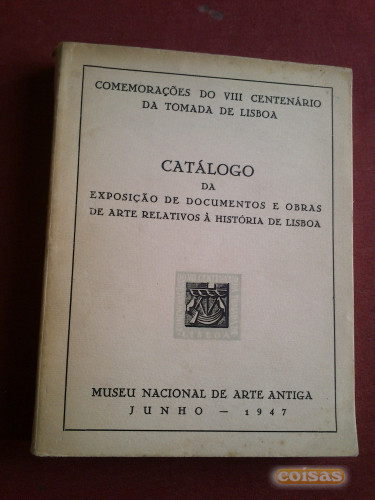 COMEMORAÇÕES DO VIII CENTENÁRIO
DA TOMADA DE LISBOA
CATÁLOGO
DA
EXPOSIÇÃO DE DOCUMENTOS E OBRAS
DE ARTE RELATIVOS À HISTÓRIA DE LISBOA
LISBOA
MUSEU NACIONAL DE ARTE ANTIGA
JUNHO — 1947
coisas